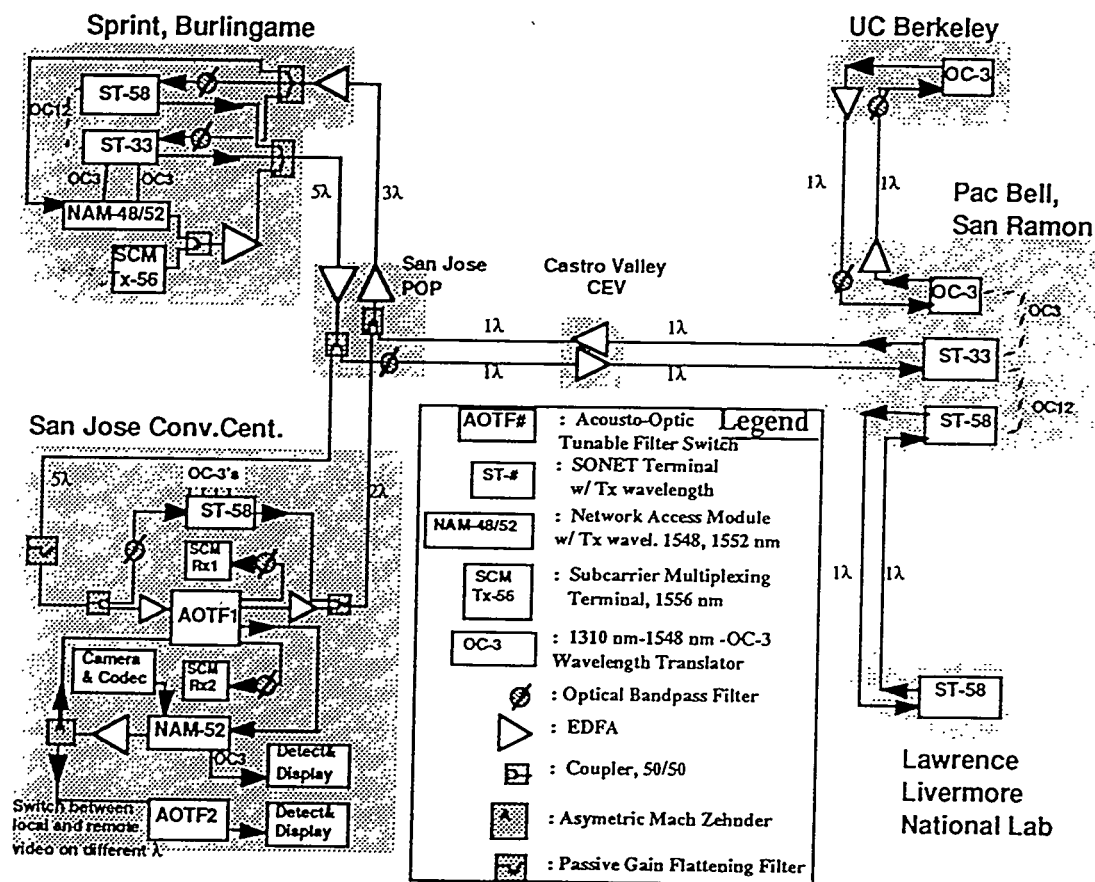 Sprint, Burlingame
ST-58
OC12
ST-33
OC3
OC3
NAM-48/52
SCM
Tx-56
5λ
3λ
San Jose
POP
Castro Valley
CEV
1λ
1λ
1λ
1λ
UC Berkeley
OC-3
1λ
1λ
Pac Bell,
San Ramon
OC-3
OC3
ST-33
OC12
ST-58
1λ
1λ
ST-58
Lawrence
Livermore
National Lab
San Jose Conv.Cent.
5λ
2λ
OC-3's
ST-58
SCM
Rx1
AOTF1
Camera
& Codec
SCM
Rx2
NAM-52
OC3
Detect&
Display
Switch between
local and remote
video on different λ
AOTF2
Detect&
Display
Legend
AOTF#
: Acousto-Optic
Tunable Filter Switch
ST-#
: SONET Terminal
w/ Tx wavelength
NAM-48/52
: Network Access Module
w/ Tx wavel. 1548, 1552 nm
SCM
Tx-56
: Subcarrier Multiplexing
Terminal, 1556 nm
OC-3
: 1310 nm-1548 nm -OC-3
Wavelength Translator
: Optical Bandpass Filter
: EDFA
: Coupler, 50/50
A
: Asymetric Mach Zehnder
: Passive Gain Flattening Filter